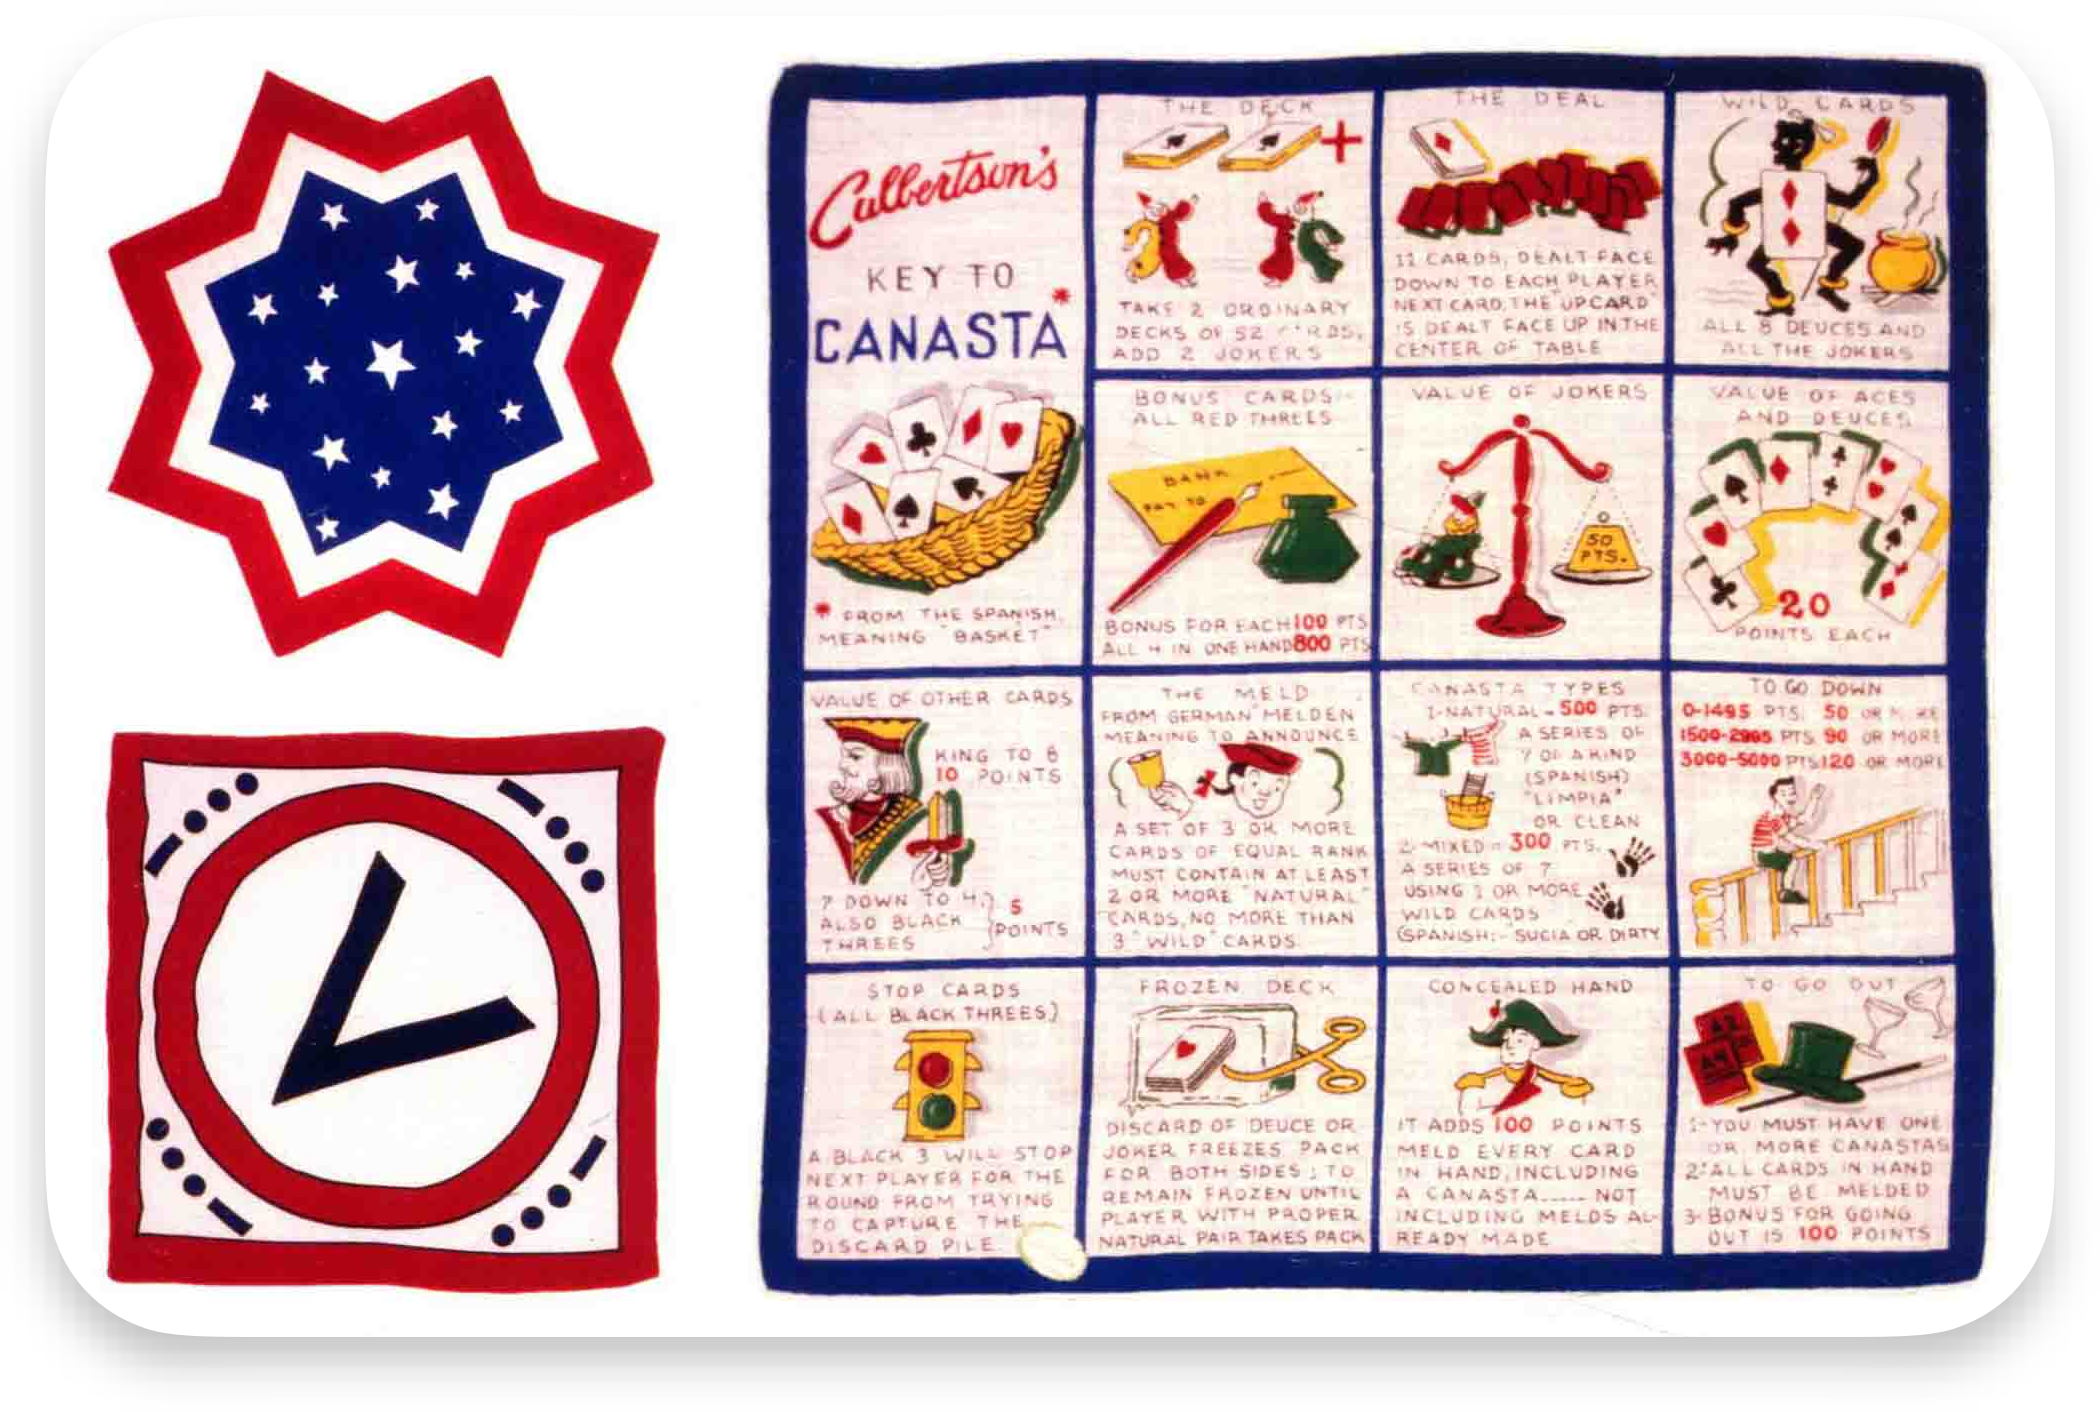 Culbertson's
KEY TO
CANASTA*
* FROM THE SPANISH,
MEANING "BASKET"
THE DECK
TAKE 2 ORDINARY
DECKS OF 52 CARDS,
ADD 2 JOKERS
THE DEAL
11 CARDS, DEALT FACE
DOWN TO EACH PLAYER
NEXT CARD, THE "UPCARD"
IS DEALT FACE UP IN THE
CENTER OF TABLE
WILD CARDS
ALL 8 DEUCES AND
ALL THE JOKERS
BONUS CARDS-
ALL RED THREES
BANK
PAY TO
BONUS FOR EACH 100 PTS
ALL 4 IN ONE HAND 800 PTS
VALUE OF JOKERS
50
PTS.
VALUE OF ACES
AND DEUCES
20
POINTS EACH
VALUE OF OTHER CARDS
KING TO 8
10 POINTS
7 DOWN TO 4,
ALSO BLACK
THREES
5
POINTS
THE MELD
FROM GERMAN "MELDEN
MEANING TO ANNOUNCE
A SET OF 3 OR MORE
CARDS OF EQUAL RANK
MUST CONTAIN AT LEAST
2 OR MORE "NATURAL"
CARDS, NO MORE THAN
3 "WILD" CARDS.
CANASTA TYPES
1-NATURAL - 500 PTS.
A SERIES OF
7 OF A KIND
(SPANISH)
"LIMPIA"
OR CLEAN
2. MIXED = 300 PTS.
A SERIES OF 7
USING 1 OR MORE
WILD CARDS
(SPANISH:- SUCIA OR DIRTY
TO GO DOWN
0-1495 PTS. 50 OR MORE
1500-2995 PTS 90 OR MORE
3000-5000 PTS 120 OR MORE
STOP CARDS
(ALL BLACK THREES)
A BLACK 3 WILL STOP
NEXT PLAYER FOR THE
ROUND FROM TRYING
TO CAPTURE THE
DISCARD PILE.
FROZEN DECK
DISCARD OF DEUCE OR
JOKER FREEZES PACK
FOR BOTH SIDES; TO
REMAIN FROZEN UNTIL
PLAYER WITH PROPER
NATURAL PAIR TAKES PACK
CONCEALED HAND
IT ADDS 100 POINTS
MELD EVERY CARD
IN HAND, INCLUDING
A CANASTA..... NOT
INCLUDING MELDS AL-
READY MADE
TO GO OUT
1-YOU MUST HAVE ONE
OR MORE CANASTAS
2-ALL CARDS IN HAND
MUST BE MELDED
3-BONUS FOR GOING
OUT IS 100 POINTS